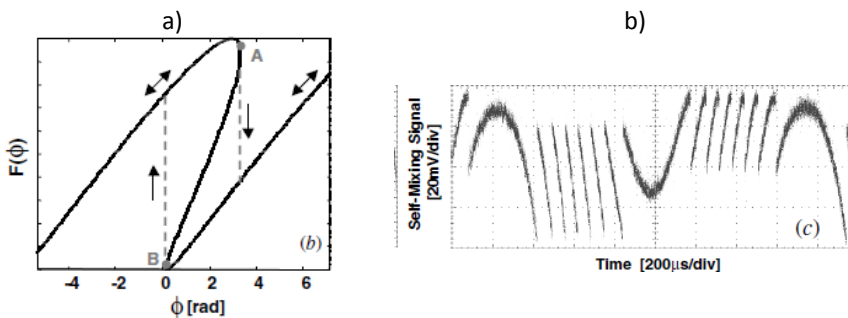 a)
b)
F(ϕ)
A
B
(b)
-4 -2 0 2 4 6
ϕ [rad]
Self-Mixing Signal
[20mV/div]
(c)
Time [200μs/div]